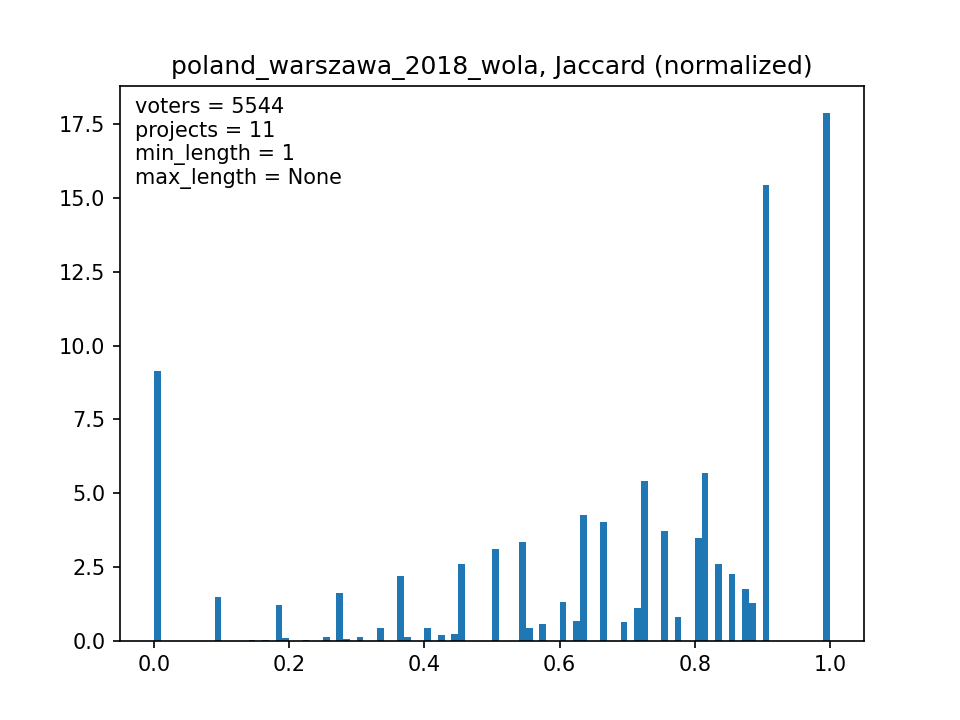 poland_warszawa_2018_wola, Jaccard (normalized)
voters = 5544
projects = 11
min_length = 1
max_length = None
17.5
15.0
12.5
10.0
7.5
5.0
2.5
0.0
0.0 0.2 0.4 0.6 0.8 1.0